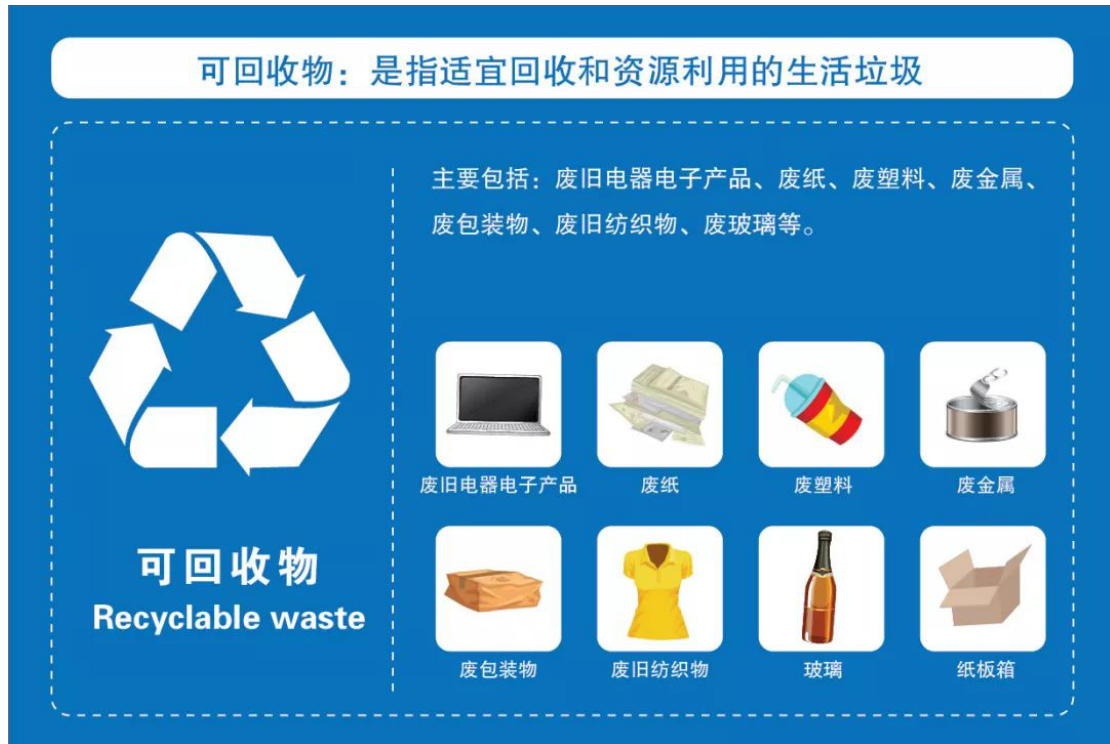 可回收物：是指适宜回收和资源利用的生活垃圾
主要包括：废旧电器电子产品、废纸、废塑料、废金属、
废包装物、废旧纺织物、废玻璃等。
废旧电器电子产品
废纸
废塑料
废金属
可回收物
Recyclable waste
废包装物
废旧纺织物
玻璃
纸板箱